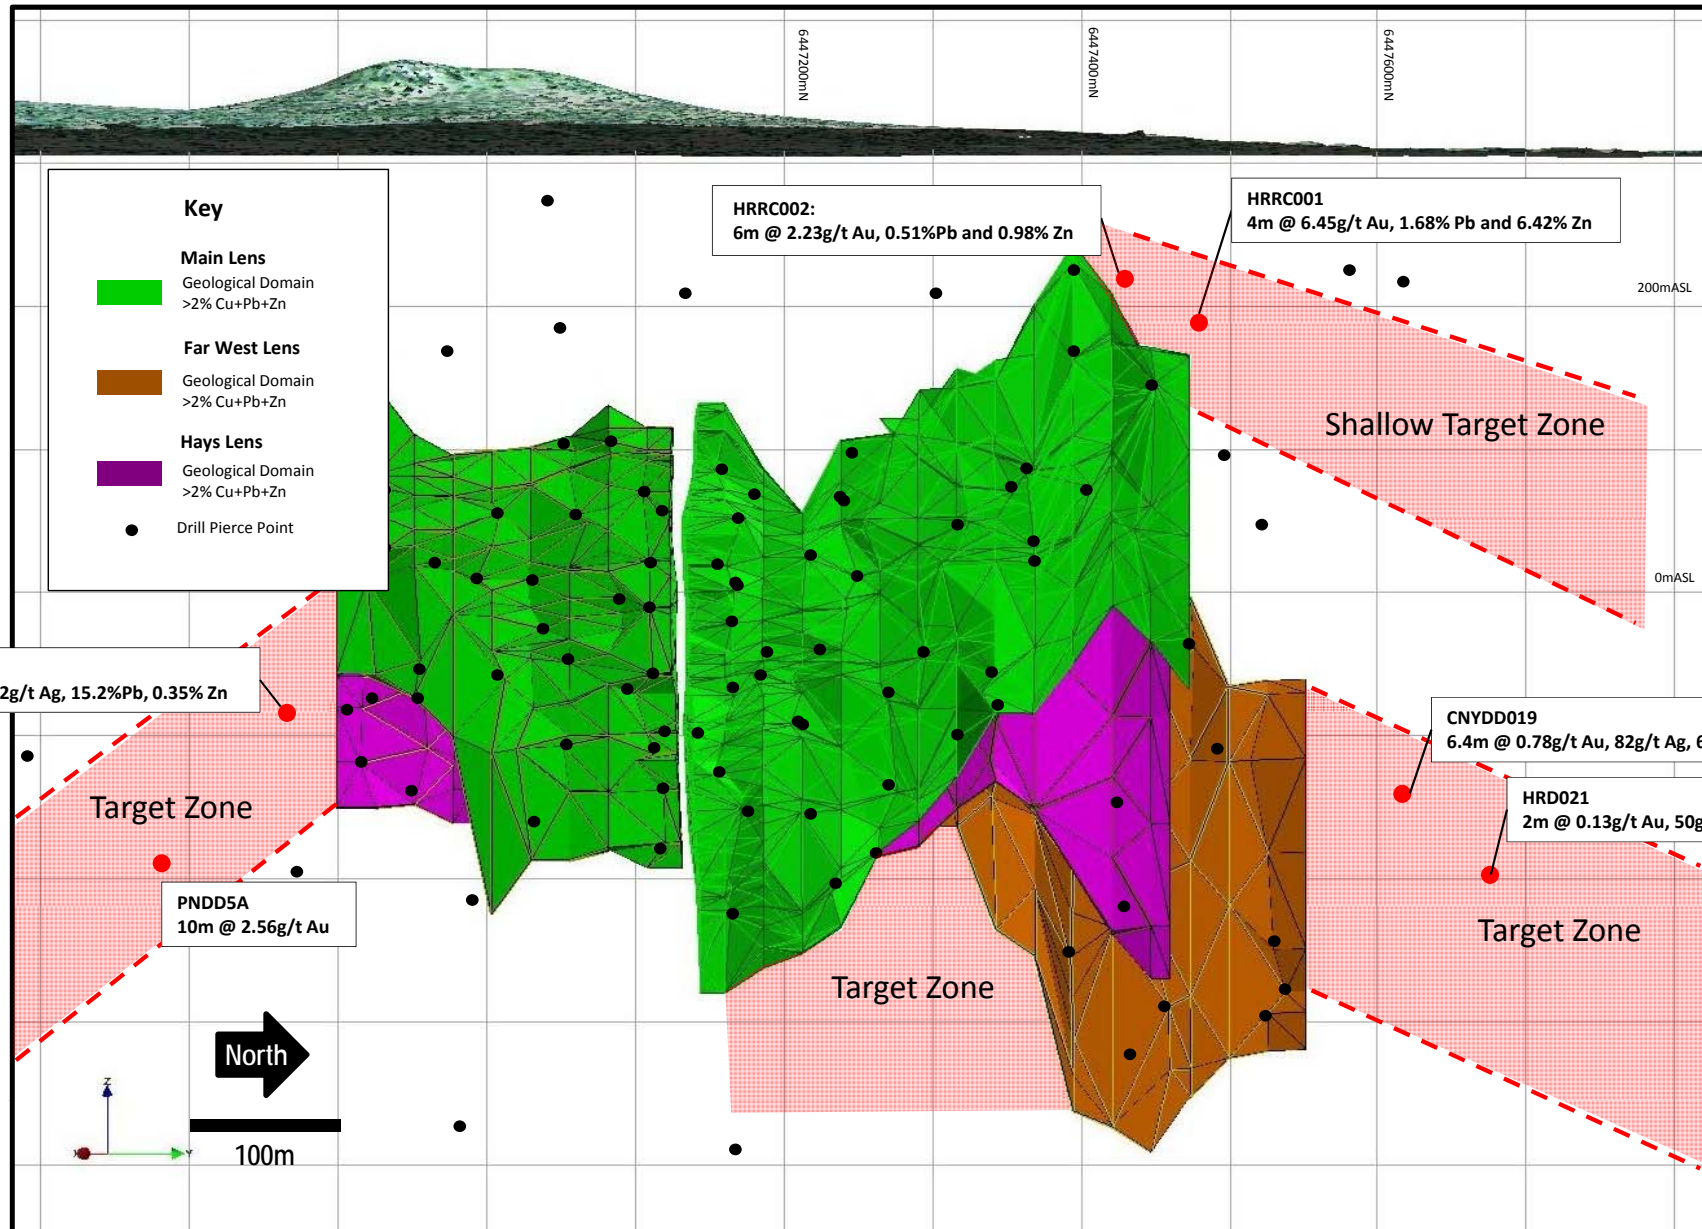 6447200mN
6447400mN
6447600mN
Key
Main Lens
Geological Domain
>2% Cu+Pb+Zn
Far West Lens
Geological Domain
>2% Cu+Pb+Zn
Hays Lens
Geological Domain
>2% Cu+Pb+Zn
Drill Pierce Point
HRRC002:
6m @ 2.23g/t Au, 0.51%Pb and 0.98% Zn
HRRC001
4m @ 6.45g/t Au, 1.68% Pb and 6.42% Zn
200mASL
Shallow Target Zone
0mASL
2g/t Ag, 15.2%Pb, 0.35% Zn
CNYDD019
6.4m @ 0.78g/t Au, 82g/t Ag, 6
HRD021
2m @ 0.13g/t Au, 50g
Target Zone
PNDD5A
10m @ 2.56g/t Au
Target Zone
Target Zone
North
Z
X
Y
100m